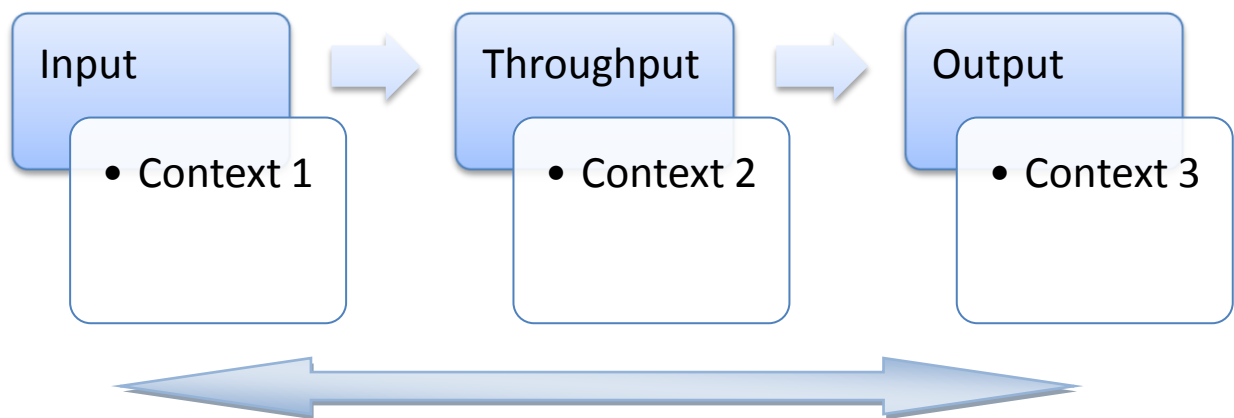 Input
• Context 1
Throughput
• Context 2
Output
• Context 3